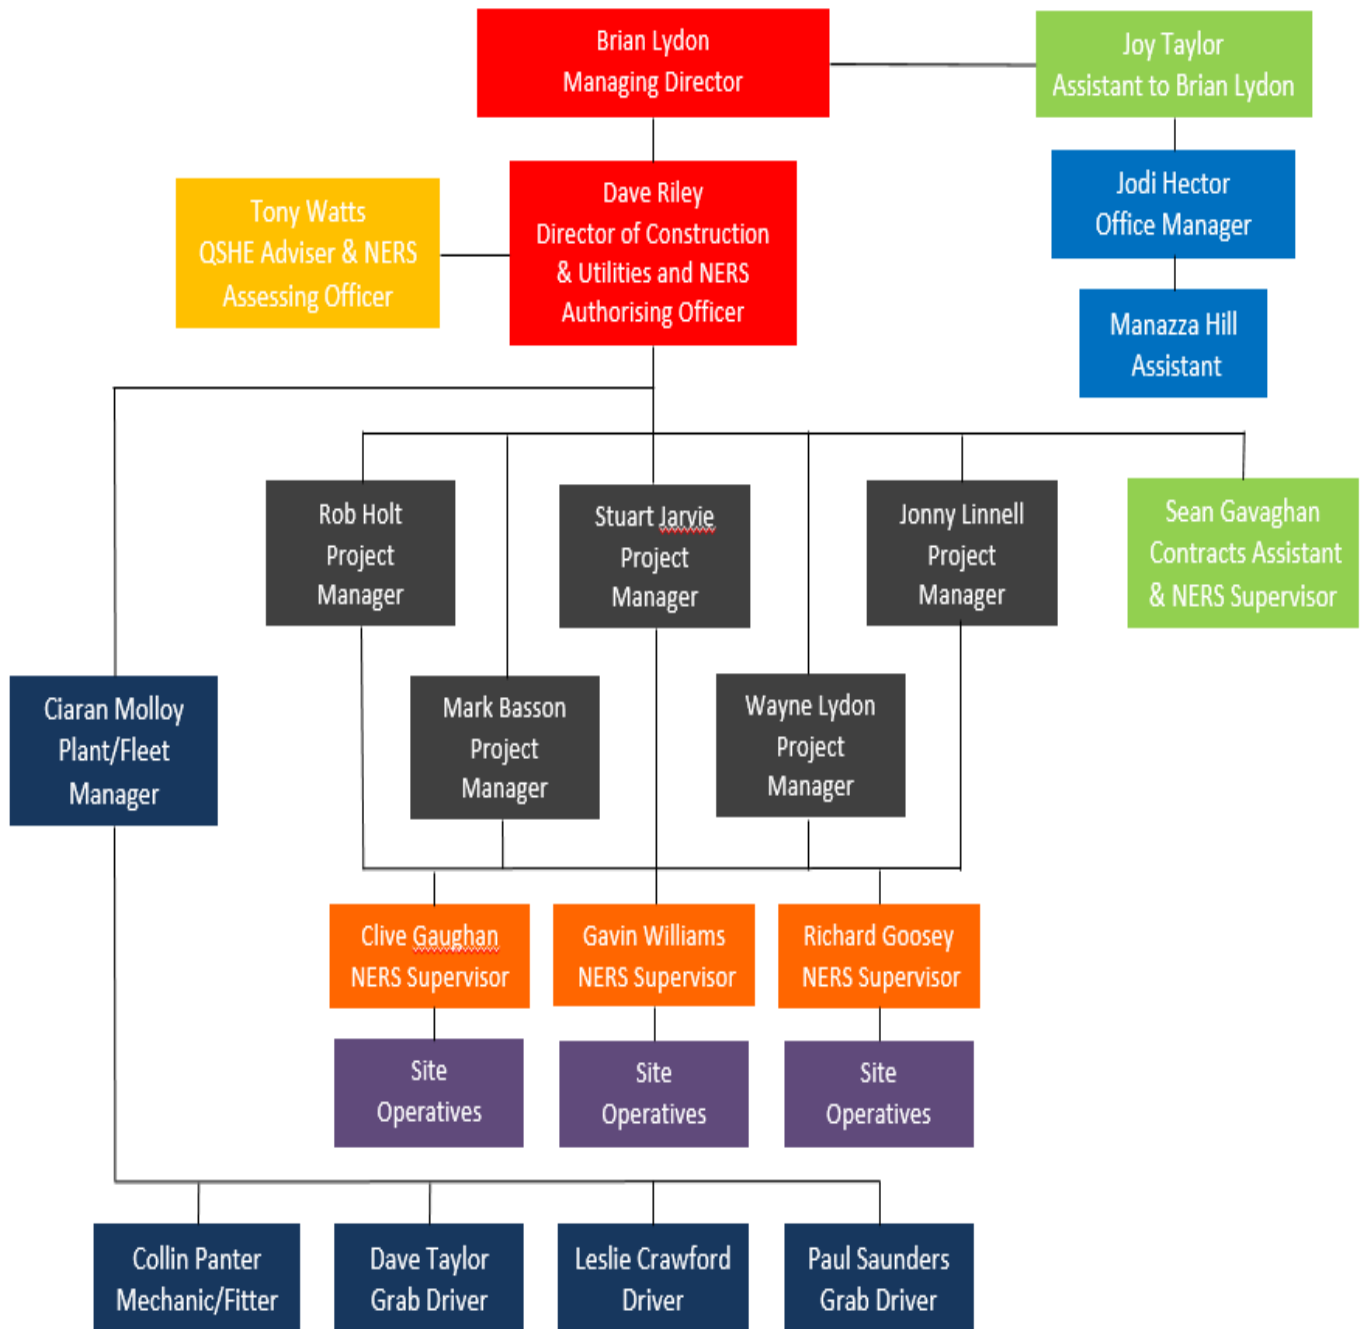 Brian Lydon
Managing Director
Joy Taylor
Assistant to Brian Lydon
Tony Watts
QSHE Adviser & NERS
Assessing Officer
Dave Riley
Director of Construction
& Utilities and NERS
Authorising Officer
Jodi Hector
Office Manager
Manazza Hill
Assistant
Rob Holt
Project
Manager
Stuart Jarvie
Project
Manager
Jonny Linnell
Project
Manager
Sean Gavaghan
Contracts Assistant
& NERS Supervisor
Ciaran Molloy
Plant/Fleet
Manager
Mark Basson
Project
Manager
Wayne Lydon
Project
Manager
Clive Gaughan
NERS Supervisor
Gavin Williams
NERS Supervisor
Richard Goosey
NERS Supervisor
Site
Operatives
Site
Operatives
Site
Operatives
Collin Panter
Mechanic/Fitter
Dave Taylor
Grab Driver
Leslie Crawford
Driver
Paul Saunders
Grab Driver